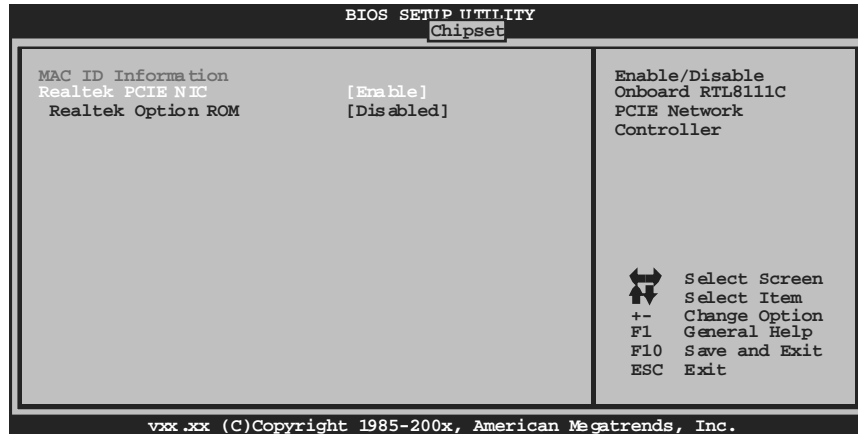 BIOS SETUP UTILITY
Chipset
MAC ID Information
Realtek PCIE NIC [Enable]
Realtek Option ROM [Disabled]
Enable/Disable
Onboard RTL8111C
PCIE Network
Controller
Select Screen
Select Item
+- Change Option
F1 General Help
F10 Save and Exit
ESC Exit
vxx.xx (C)Copyright 1985-200x, American Megatrends, Inc.